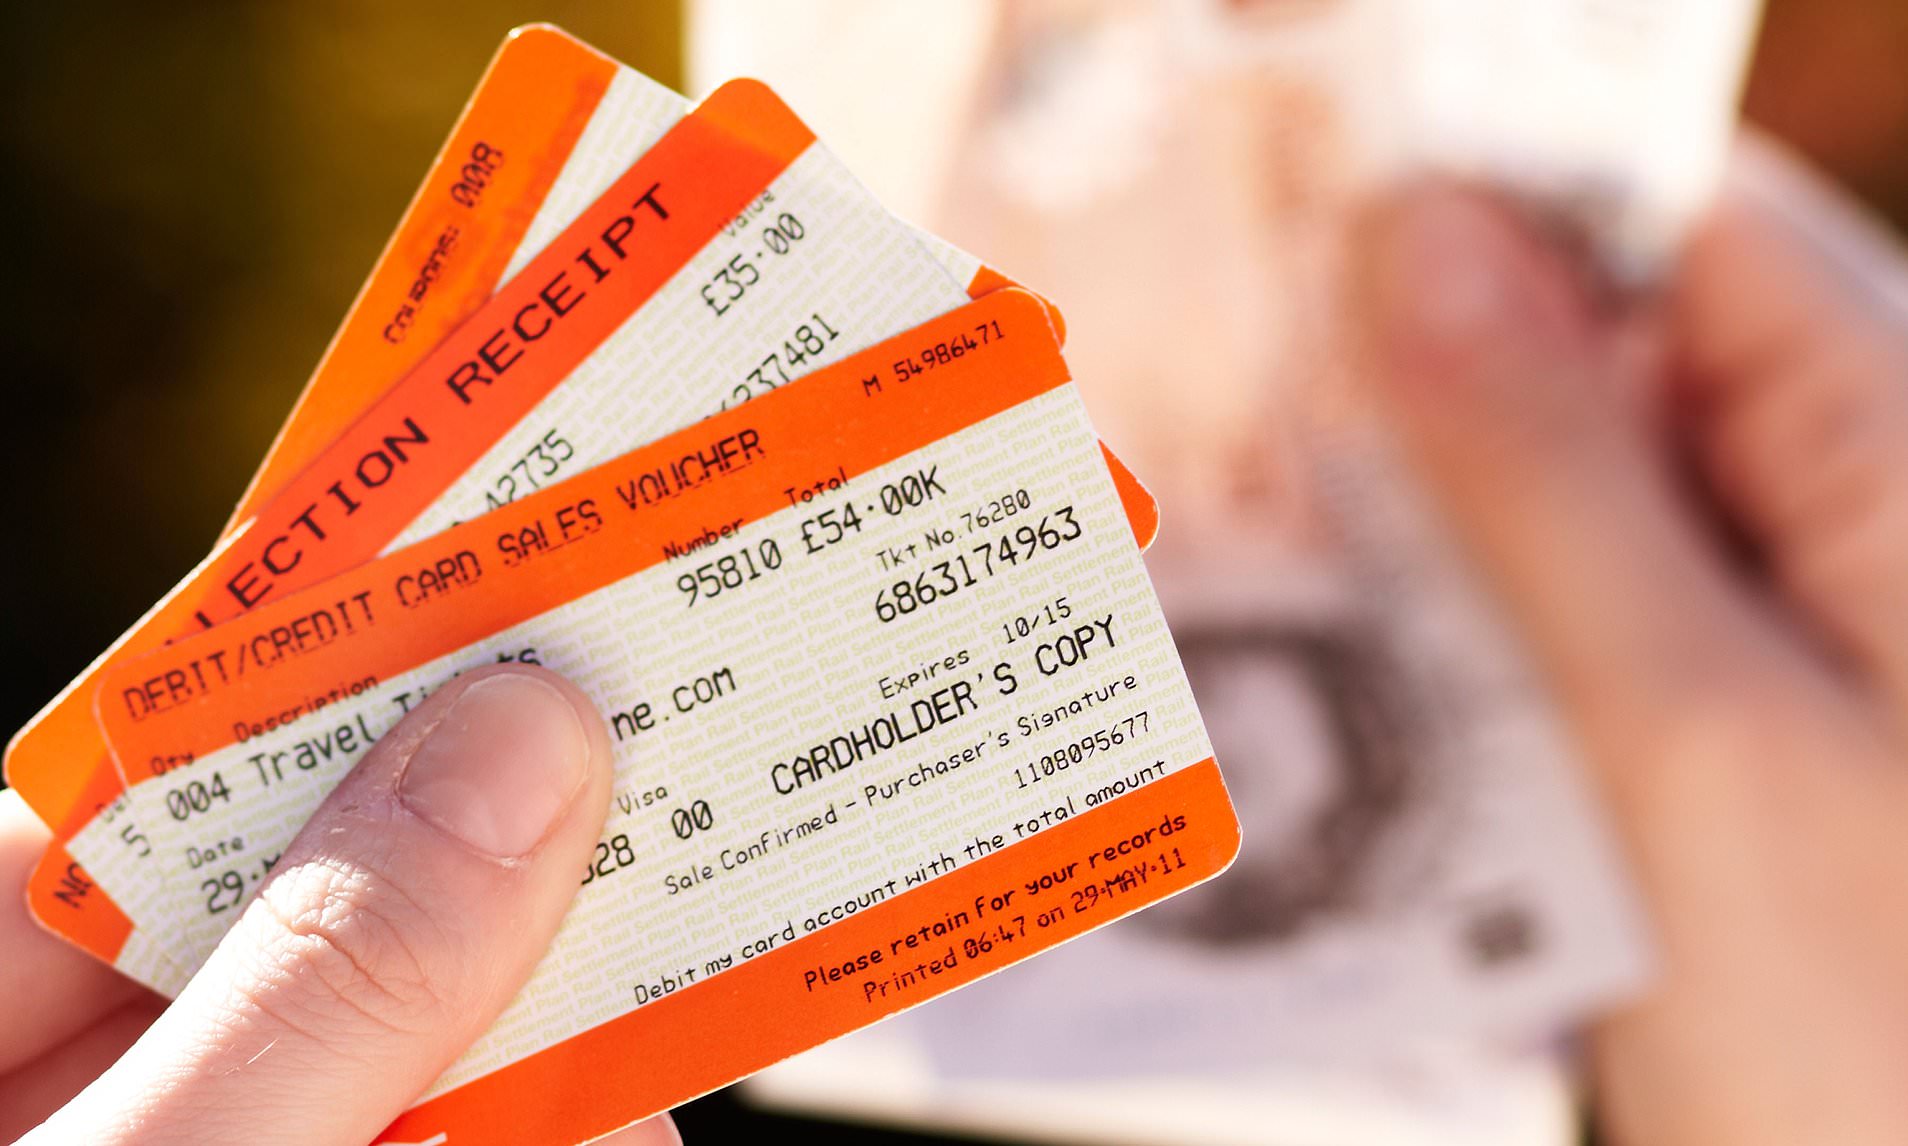 Coupons: 00R
LECTION RECEIPT
Value
£35·00
237481
42735
M 54986471
DEBIT/CREDIT CARD SALES VOUCHER
Number Total
95810 £54·00K
Tkt No.76280
6863174963
Qty Description
004 Travel
ne.com
Expires 10/15
Date
29·
Visa
28 00
CARDHOLDER'S COPY
Sale Confirmed - Purchaser's Signature
1108095677
Debit my card account with the total amount
Please retain for your records
Printed 06:47 on 29·MAY·11
5